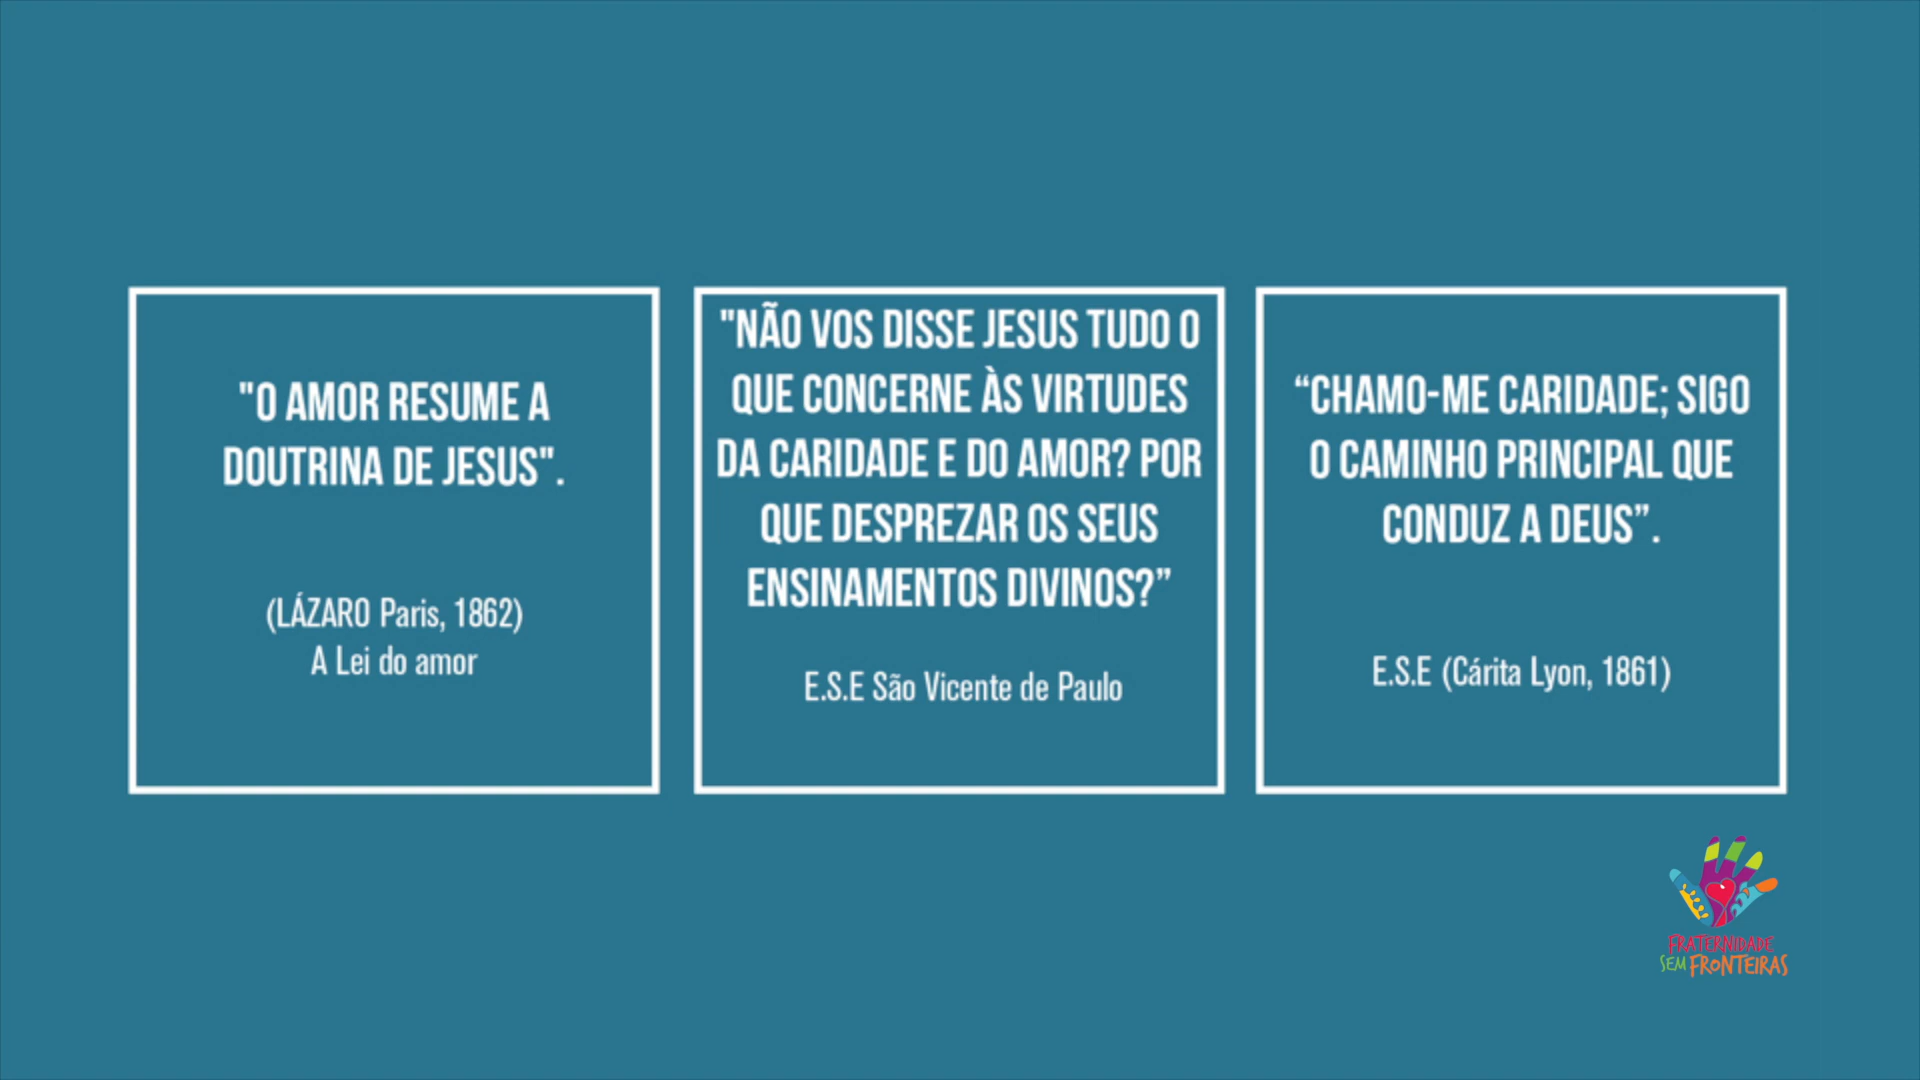 "O AMOR RESUME A
DOUTRINA DE JESUS".
(LÁZARO Paris, 1862)
A Lei do amor
"NÃO VOS DISSE JESUS TUDO O
QUE CONCERNE ÀS VIRTUDES
DA CARIDADE E DO AMOR? POR
QUE DESPREZAR OS SEUS
ENSINAMENTOS DIVINOS?”
E.S.E São Vicente de Paulo
“CHAMO-ME CARIDADE; SIGO
O CAMINHO PRINCIPAL QUE
CONDUZ A DEUS”.
E.S.E (Cárita Lyon, 1861)
FRATERNIDADE
SEM FRONTEIRAS